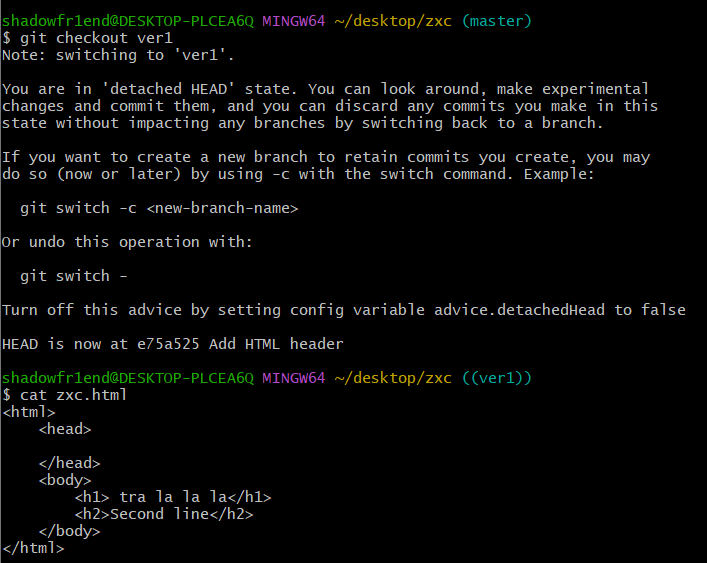 shadowfr1end@DESKTOP-PLCEA6Q MINGW64 ~/desktop/zxc (master)
$ git checkout ver1
Note: switching to 'ver1'.

You are in 'detached HEAD' state. You can look around, make experimental
changes and commit them, and you can discard any commits you make in this
state without impacting any branches by switching back to a branch.

If you want to create a new branch to retain commits you create, you may
do so (now or later) by using -c with the switch command. Example:

  git switch -c <new-branch-name>

Or undo this operation with:

  git switch -

Turn off this advice by setting config variable advice.detachedHead to false

HEAD is now at e75a525 Add HTML header

shadowfr1end@DESKTOP-PLCEA6Q MINGW64 ~/desktop/zxc ((ver1))
$ cat zxc.html
<html>
    <head>

    </head>
    <body>
        <h1> tra la la la</h1>
        <h2>Second line</h2>
    </body>
</html>